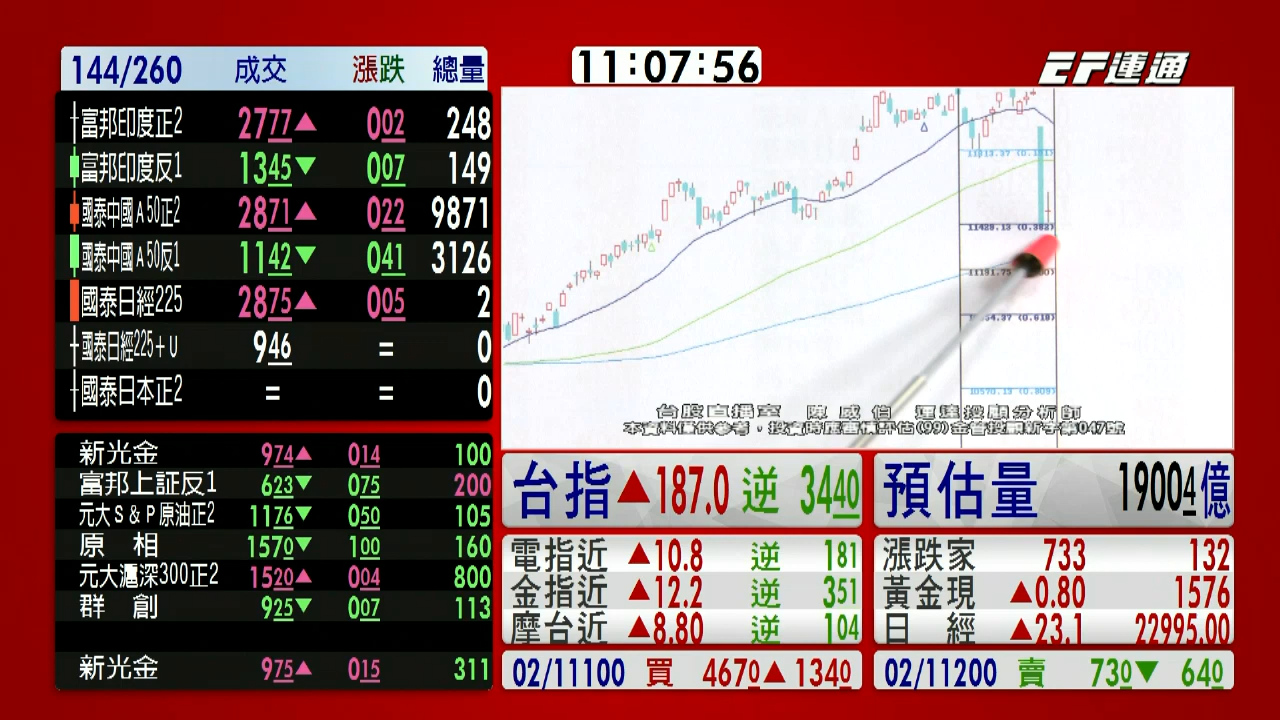 144/260 成交 漲跌 總量
11:07:56
EF運通
富邦印度正2 2777▲ 002 248
富邦印度反1 1345▼ 007 149
國泰中國A50正2 2871▲ 022 9871
國泰中國A50反1 1142▼ 041 3126
國泰日經225 2875▲ 005 2
國泰日經225+U 946 = 0
國泰日本正2 = = 0
新光金 974▲ 014 100
富邦上証反1 623▼ 075 200
元大S&P原油正2 1176▼ 050 105
原相 1570▼ 100 160
元大滬深300正2 1520▲ 004 800
群創 925▼ 007 113
新光金 975▲ 015 311
11429.13 (0.382)
10570.13 (0.809)
台股直播室 陳威伯 運達投顧分析師
本資料僅供參考,投資時應審慎評估(99)金管投顧新字第047號
台指▲187.0 逆 3440
預估量 19004億
電指近 ▲10.8 逆 181
金指近 ▲12.2 逆 351
摩台近 ▲8.80 逆 104
漲跌家 733 132
黃金現 ▲0.80 1576
日經 ▲23.1 22995.00
02/11100 買 4670▲ 1340
02/11200 賣 730▼ 640